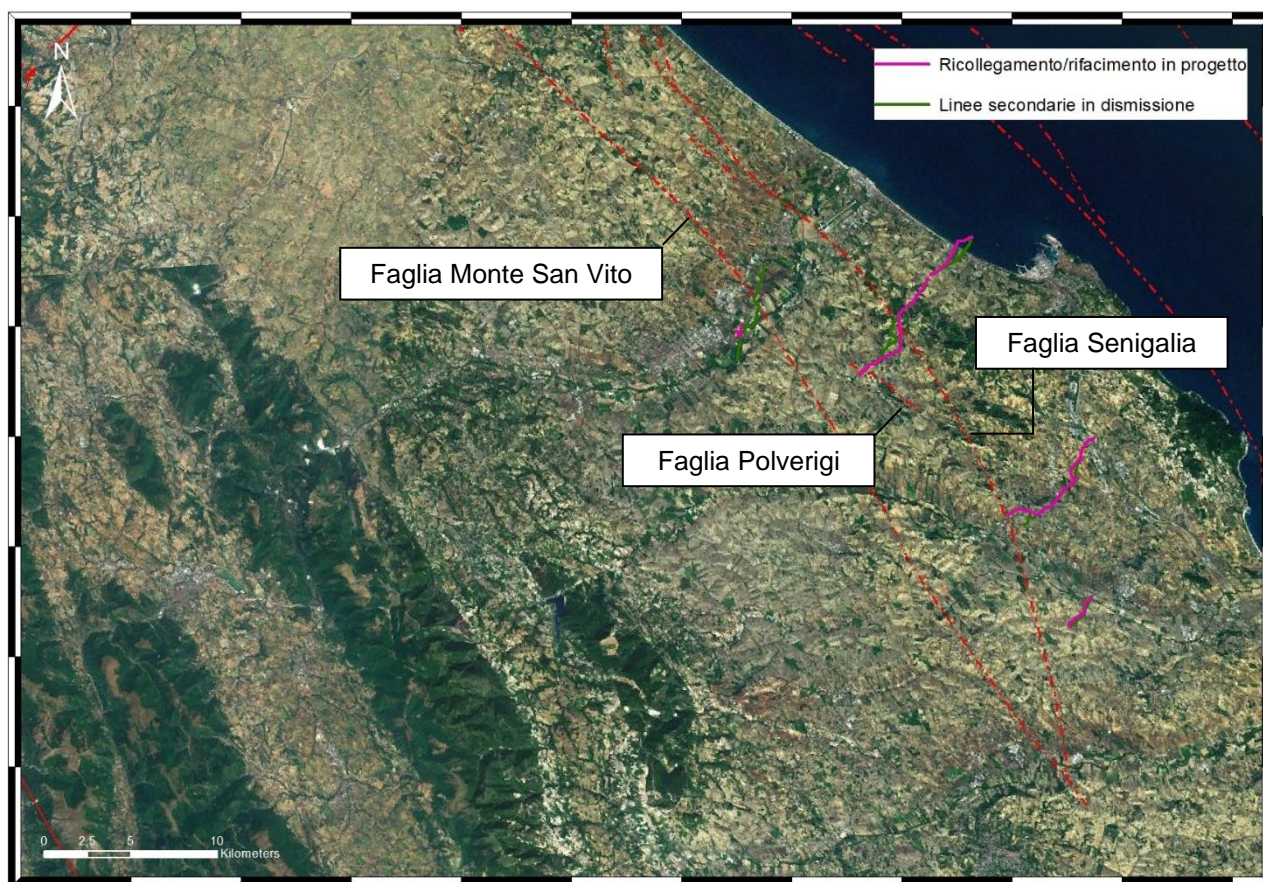 N
Ricollegamento/rifacimento in progetto
Linee secondarie in dismissione
Faglia Monte San Vito
Faglia Senigalia
Faglia Polverigi
0 2,5 5 10
Kilometers